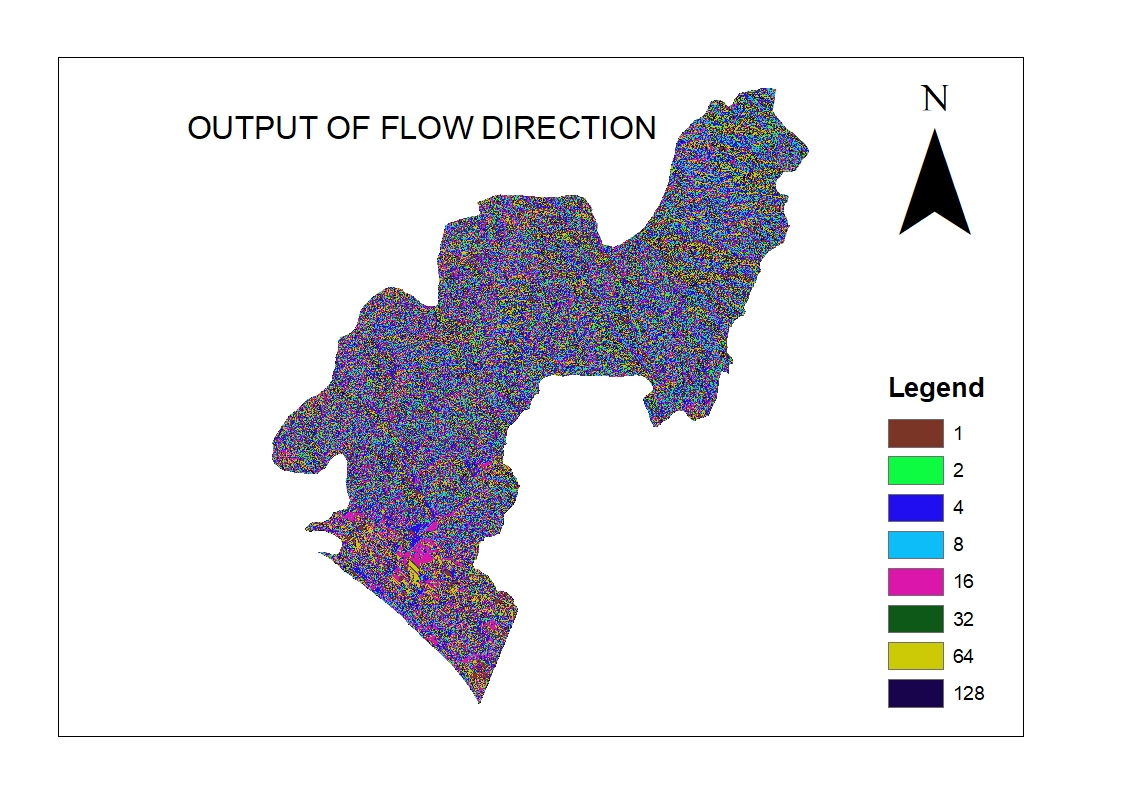 OUTPUT OF FLOW DIRECTION
N
Legend
1
2
4
8
16
32
64
128